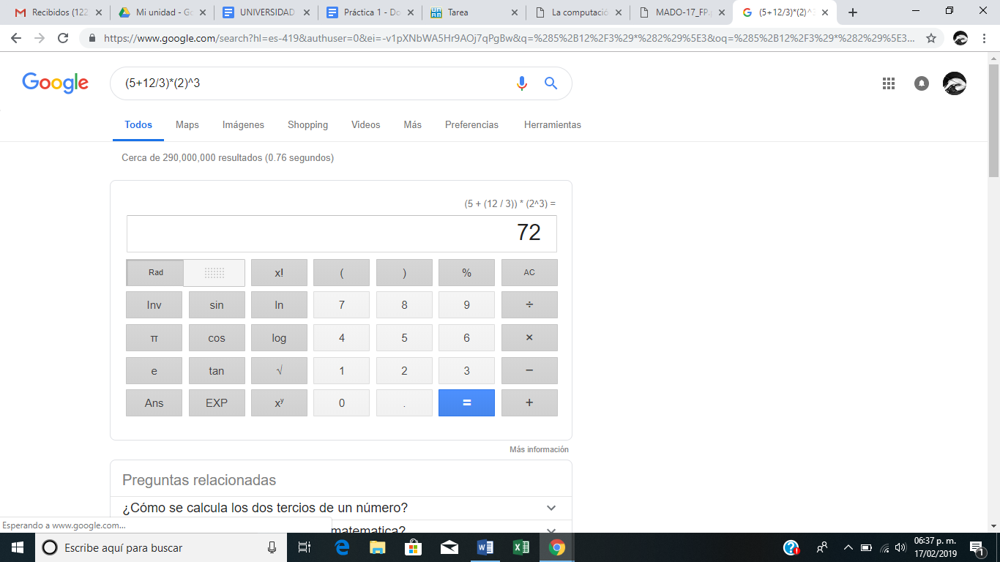 Recibidos (122
Mi unidad - Go
UNIVERSIDAD
Práctica 1 - Do
Tarea
La computació
MADO-17_FP.p
(5+12/3)*(2)^3
https://www.google.com/search?hl=es-419&authuser=0&ei=-v1pXNbWA5Hr9AOj7qPgBw&q=%285%2B12%2F3%29*%282%29%5E3&oq=%285%2B12%2F3%29*%282%29%5E3...
Google
(5+12/3)*(2)^3
Todos Maps Imágenes Shopping Videos Más Preferencias Herramientas
Cerca de 290,000,000 resultados (0.76 segundos)
(5 + (12 / 3)) * (2^3) =
72
Rad x! ( ) % AC
Inv sin ln 7 8 9 ÷
π cos log 4 5 6 ×
e tan √ 1 2 3 −
Ans EXP xʸ 0 . = +
Más información
Preguntas relacionadas
¿Cómo se calcula los dos tercios de un número?
matematica?
Esperando a www.google.com...
Escribe aquí para buscar
06:37 p. m.
17/02/2019
1